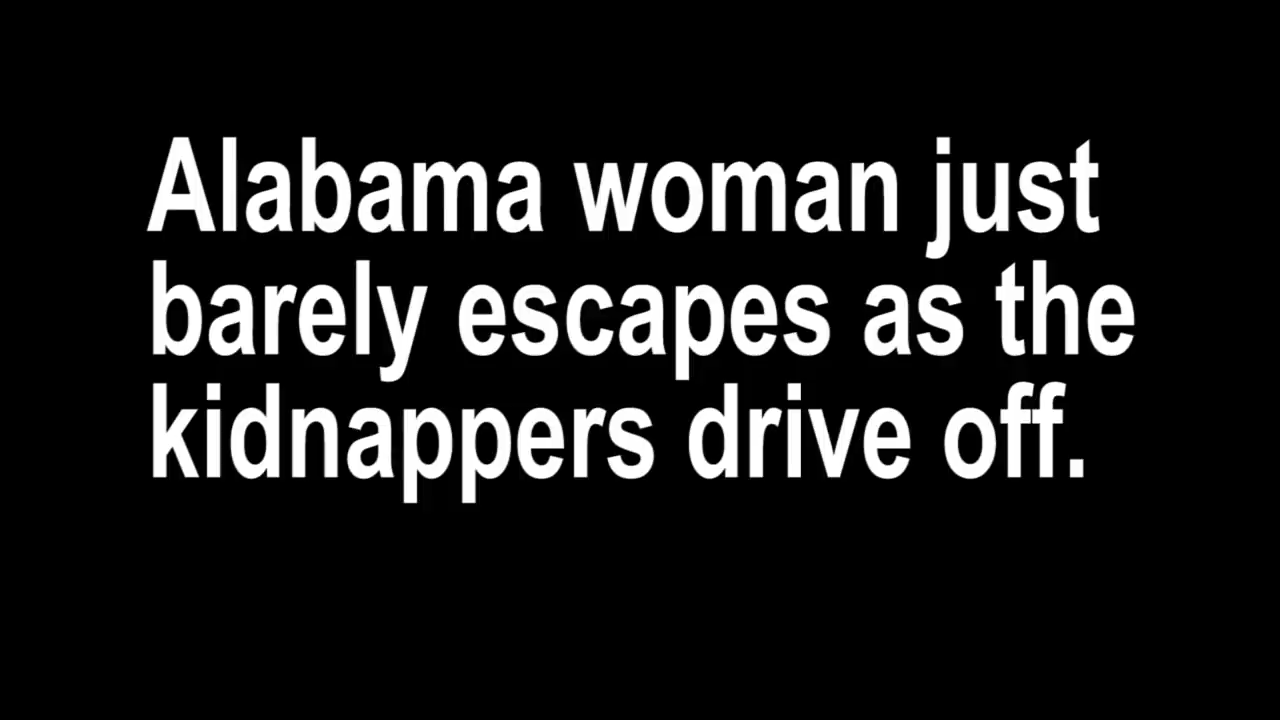 Alabama woman just
barely escapes as the
kidnappers drive off.